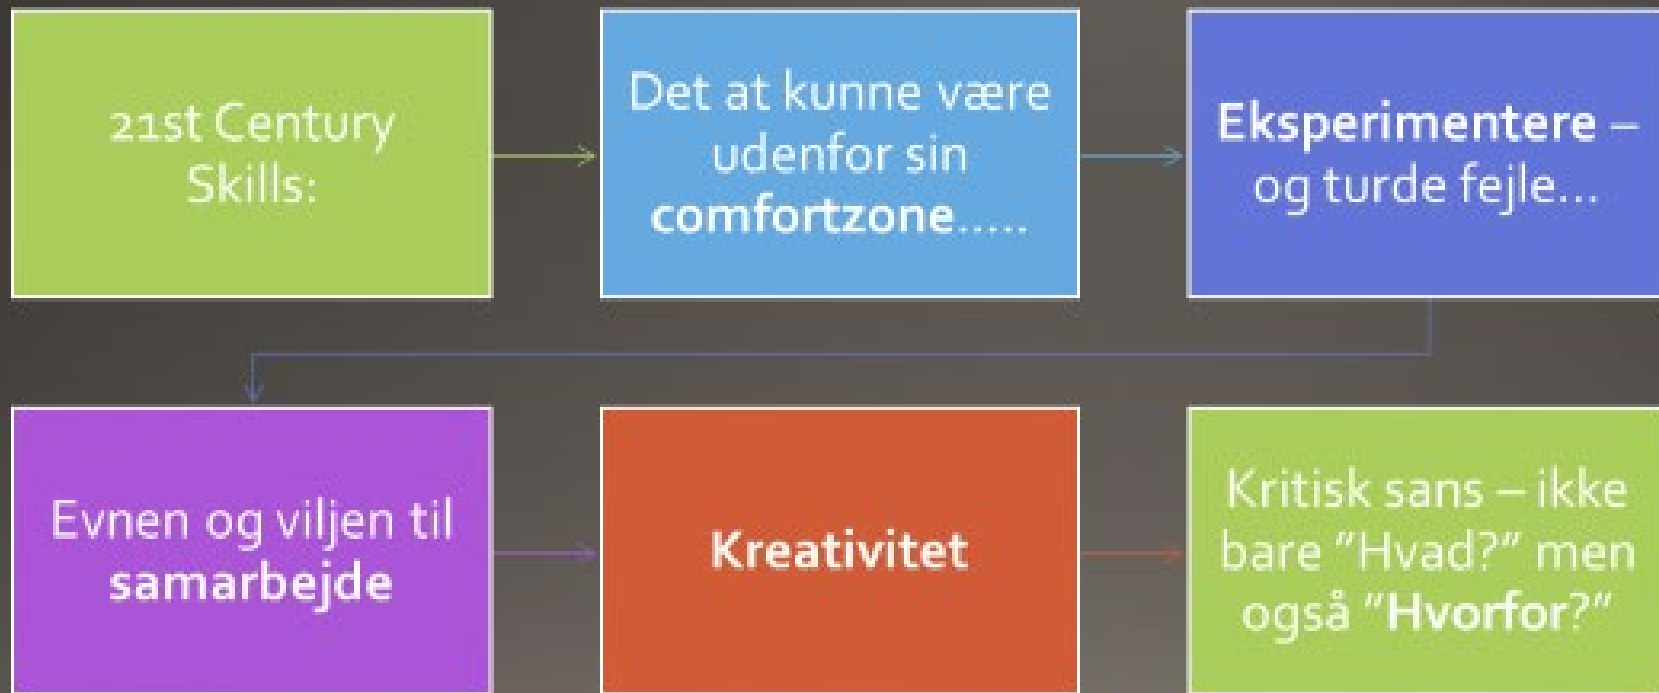 21st Century
Skills:
Det at kunne være
udenfor sin
comfortzone.....
Eksperimentere –
og turde fejle...
Evnen og viljen til
samarbejde
Kreativitet
Kritisk sans – ikke
bare "Hvad?" men
også "Hvorfor?"